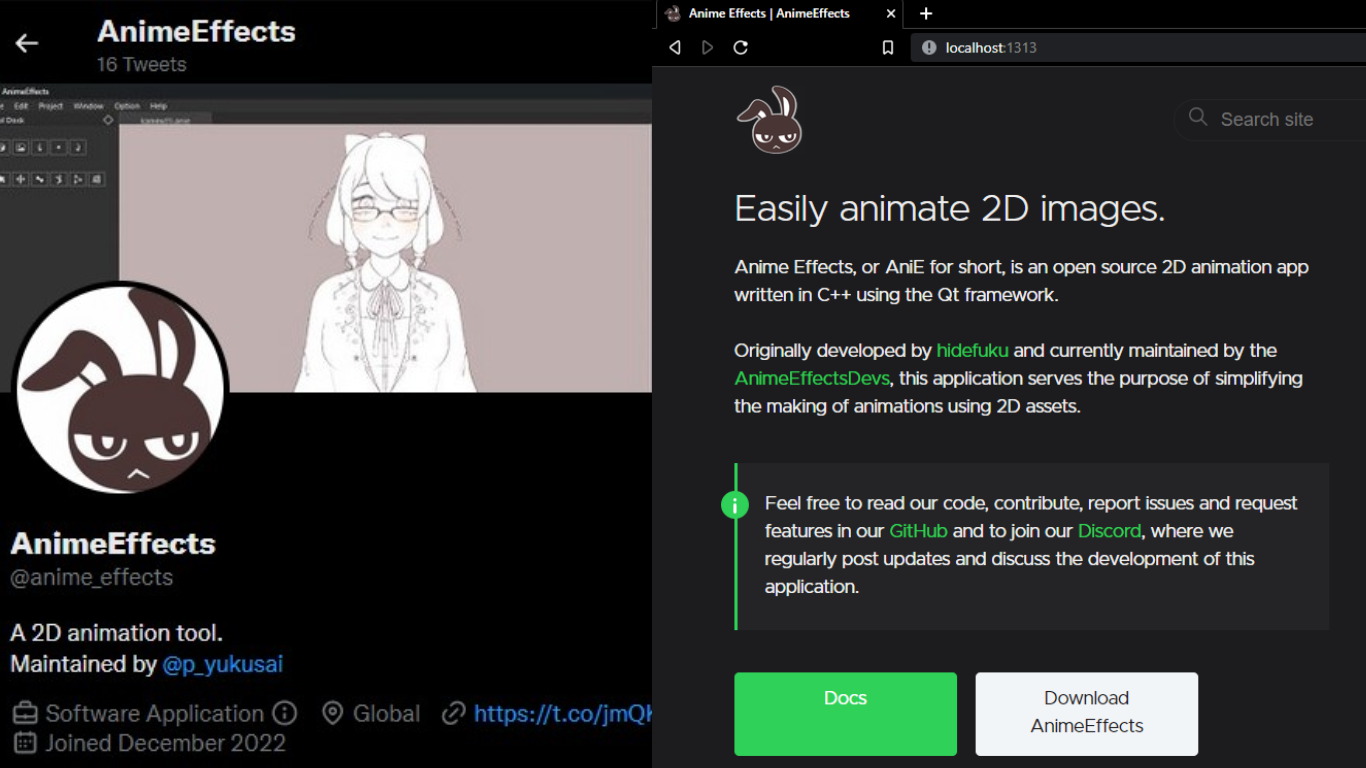 AnimeEffects
16 Tweets
AnimeEffects
Edit Project Window Option Help
AnimeEffects
@anime_effects
A 2D animation tool.
Maintained by @p_yukusai
Software Application Global https://t.co/jmQK
Joined December 2022
Anime Effects | AnimeEffects
localhost:1313
Search site
Easily animate 2D images.
Anime Effects, or AniE for short, is an open source 2D animation app
written in C++ using the Qt framework.
Originally developed by hidefuku and currently maintained by the
AnimeEffectsDevs, this application serves the purpose of simplifying
the making of animations using 2D assets.
Feel free to read our code, contribute, report issues and request
features in our GitHub and to join our Discord, where we
regularly post updates and discuss the development of this
application.
Docs
Download
AnimeEffects